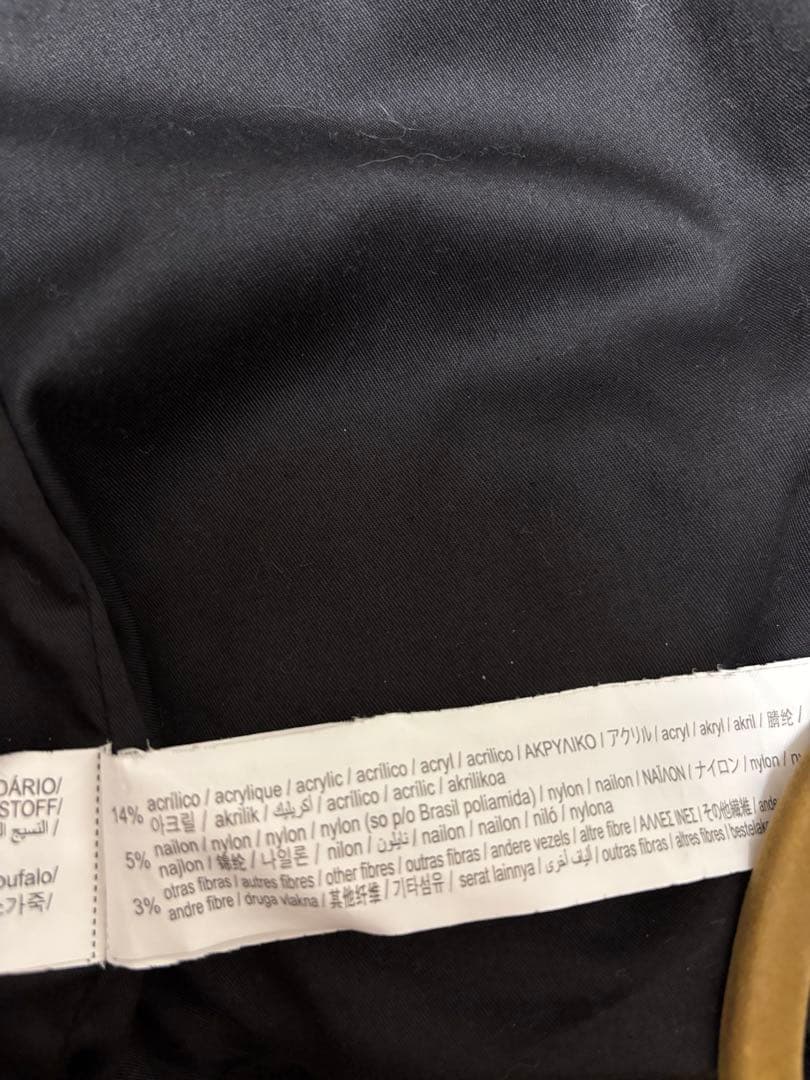 DÁRIO/
STOFF/
النسيج /
oufalo/
가죽/
14% acrílico / acrylique / acrylic / acrílico / acryl / acrilico / ΑΚΡΥΛΙΚΟ / アクリル / acryl / akryl / akril / 腈纶 /
아크릴 / akrilik / أكريليك / acrílico / acrilic / akrilikoa
5% nailon / nylon / nylon / nylon (so p/o Brasil poliamida) / nylon / nailon / ΝΑΪΛΟΝ / ナイロン / nylon /
najlon / 锦纶 / 나일론 / nilon / نايلون / nailon / nailon / niló / nylona
3% otras fibras / autres fibres / other fibres / outras fibras / andere vezels / altre fibre / ΑΛΛΕΣ ΙΝΕΣ / その他繊維 / ande
andre fibre / druga vlakna / 其他纤维 / 기타섬유 / serat lainnya / ألياف أخرى / outras fibras / altres fibres /